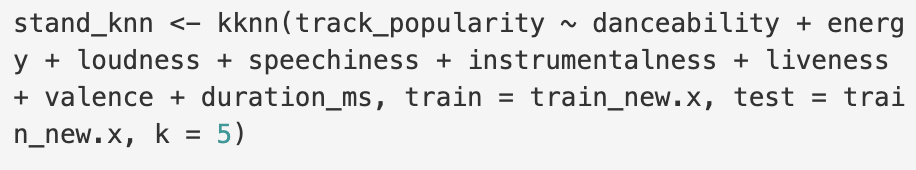 stand_knn <- kknn(track_popularity ~ danceability + energ
y + loudness + speechiness + instrumentalness + liveness
+ valence + duration_ms, train = train_new.x, test = trai
n_new.x, k = 5)